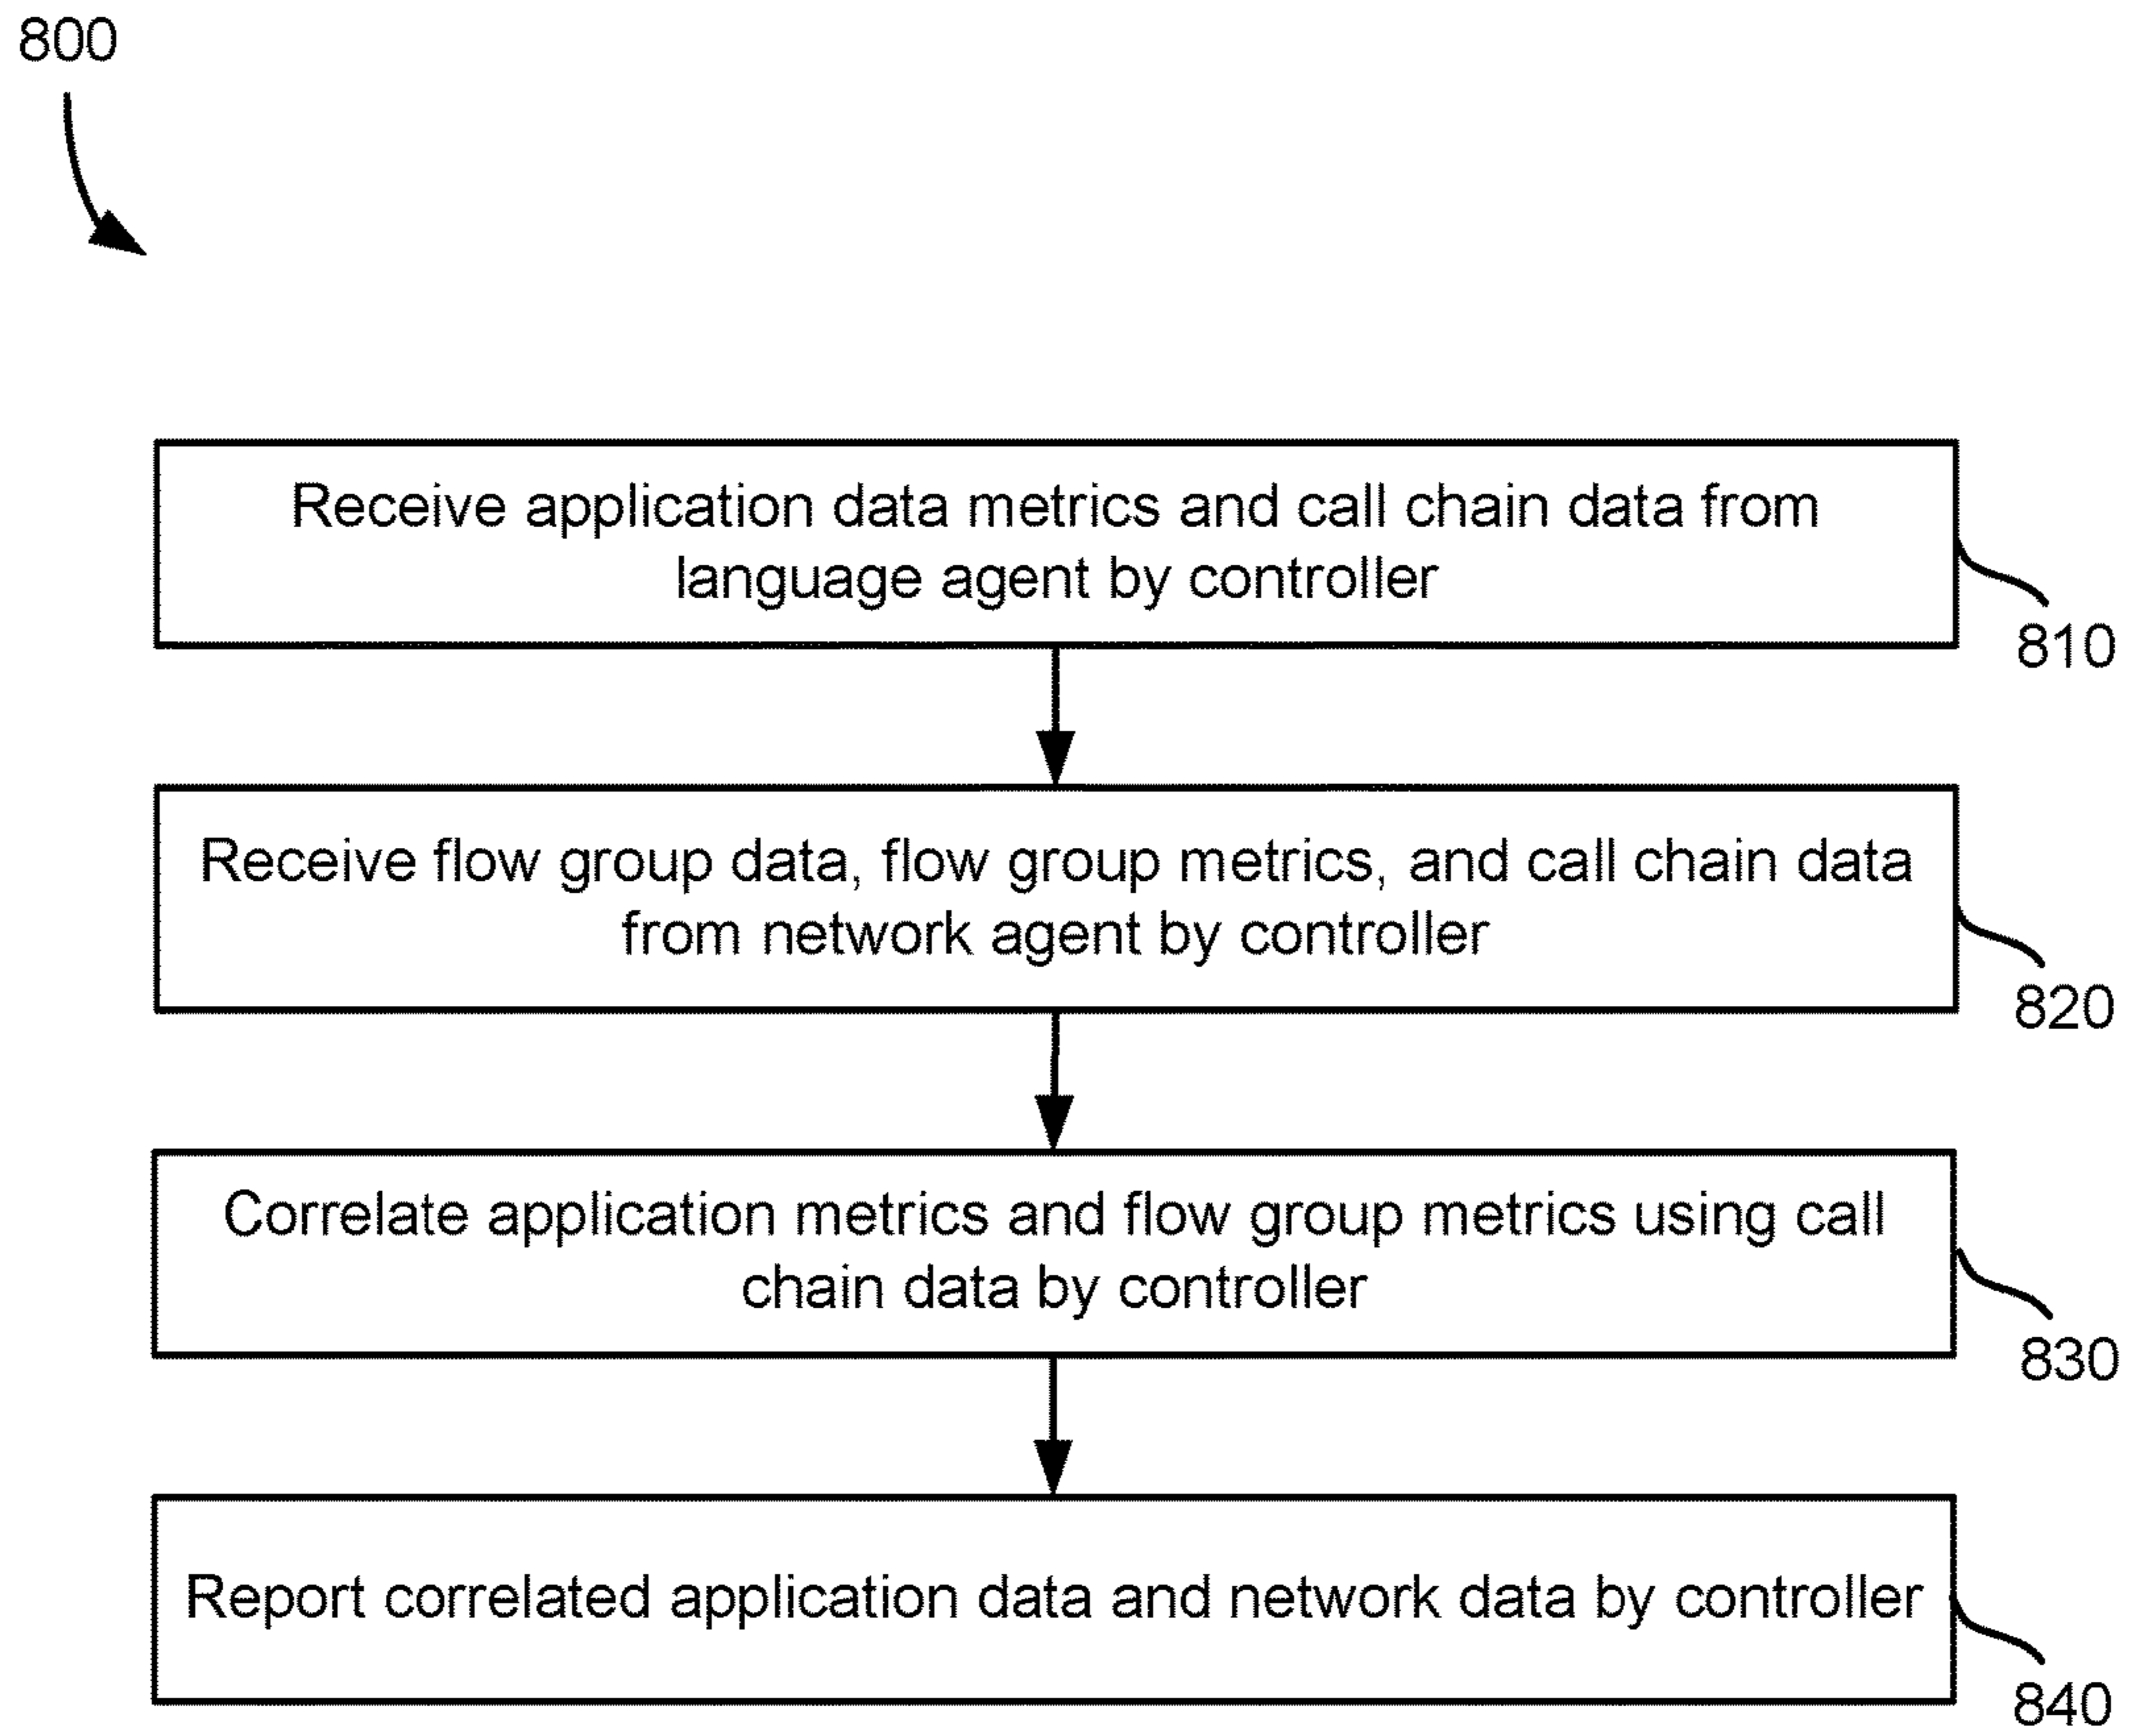 800
Receive application data metrics and call chain data from
language agent by controller
810
Receive flow group data, flow group metrics, and call chain data
from network agent by controller
820
Correlate application metrics and flow group metrics using call
chain data by controller
830
Report correlated application data and network data by controller
840